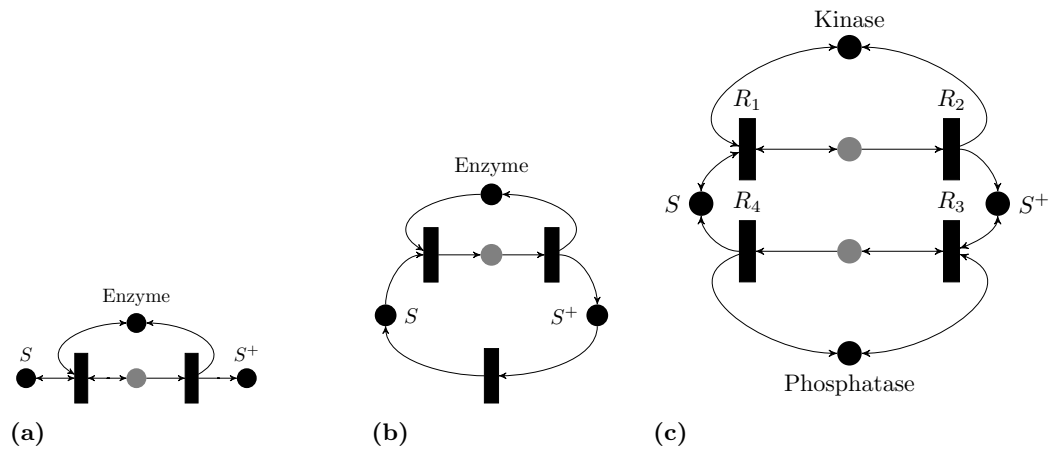 Enzyme
S
S+
(a)
Enzyme
S
S+
(b)
Kinase
R1
R2
S
S+
R4
R3
Phosphatase
(c)